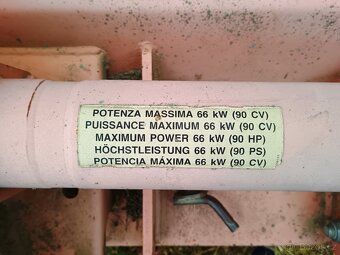 POTENZA MASSIMA 66 kW (90 CV)
PUISSANCE MAXIMUM 66 kW (90 CV)
MAXIMUM POWER 66 kW (90 HP)
HÖCHSTLEISTUNG 66 kW (90 PS)
POTENCIA MÁXIMA 66 kW (90 CV)